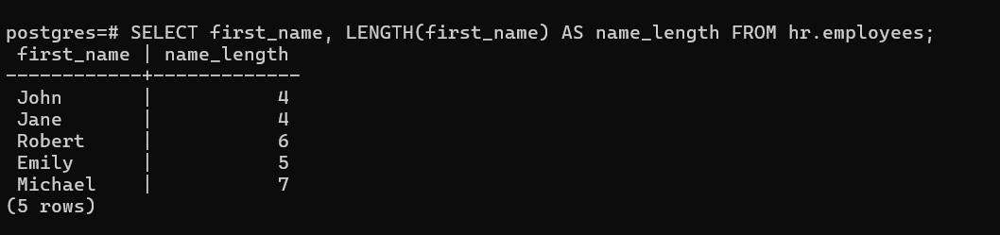 postgres=# SELECT first_name, LENGTH(first_name) AS name_length FROM hr.employees;
 first_name | name_length
------------+-------------
 John       |           4
 Jane       |           4
 Robert     |           6
 Emily      |           5
 Michael    |           7
(5 rows)